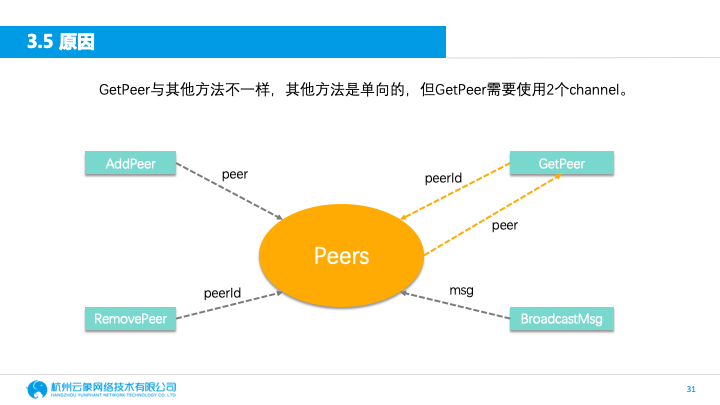 3.5 原因
GetPeer与其他方法不一样，其他方法是单向的，但GetPeer需要使用2个channel。
AddPeer
GetPeer
peer
peerId
peer
Peers
peerId
msg
RemovePeer
BroadcastMsg
杭州云象网络技术有限公司
HANGZHOU YUNPHANT NETWORK TECHNOLOGY CO. LTD
31